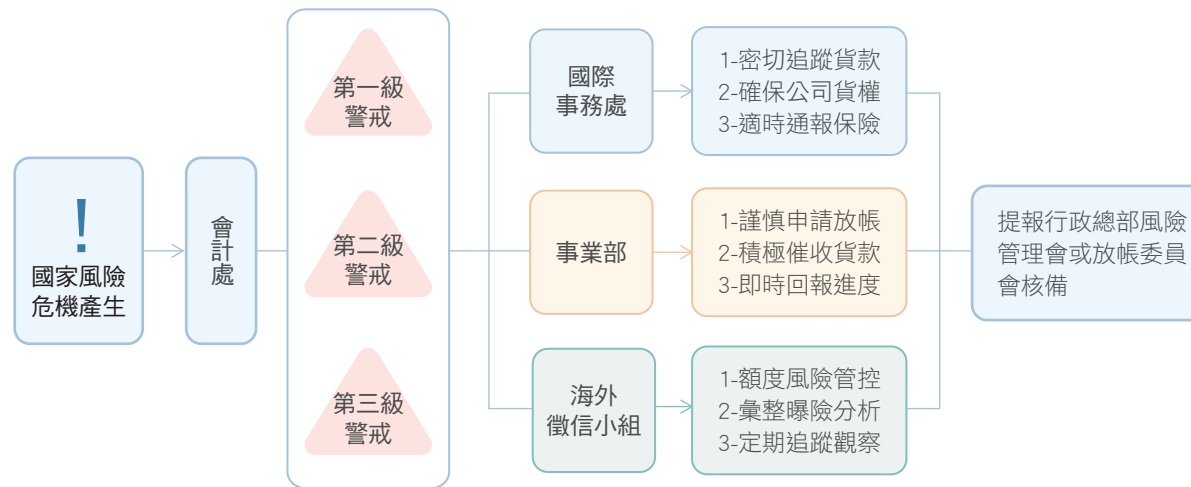 !
國家風險
危機產生
會計處
第一級
警戒
第二級
警戒
第三級
警戒
國際
事務處
1-密切追蹤貨款
2-確保公司貨權
3-適時通報保險
事業部
1-謹慎申請放帳
2-積極催收貨款
3-即時回報進度
海外
徵信小組
1-額度風險管控
2-彙整曝險分析
3-定期追蹤觀察
提報行政總部風險
管理會或放帳委員
會核備